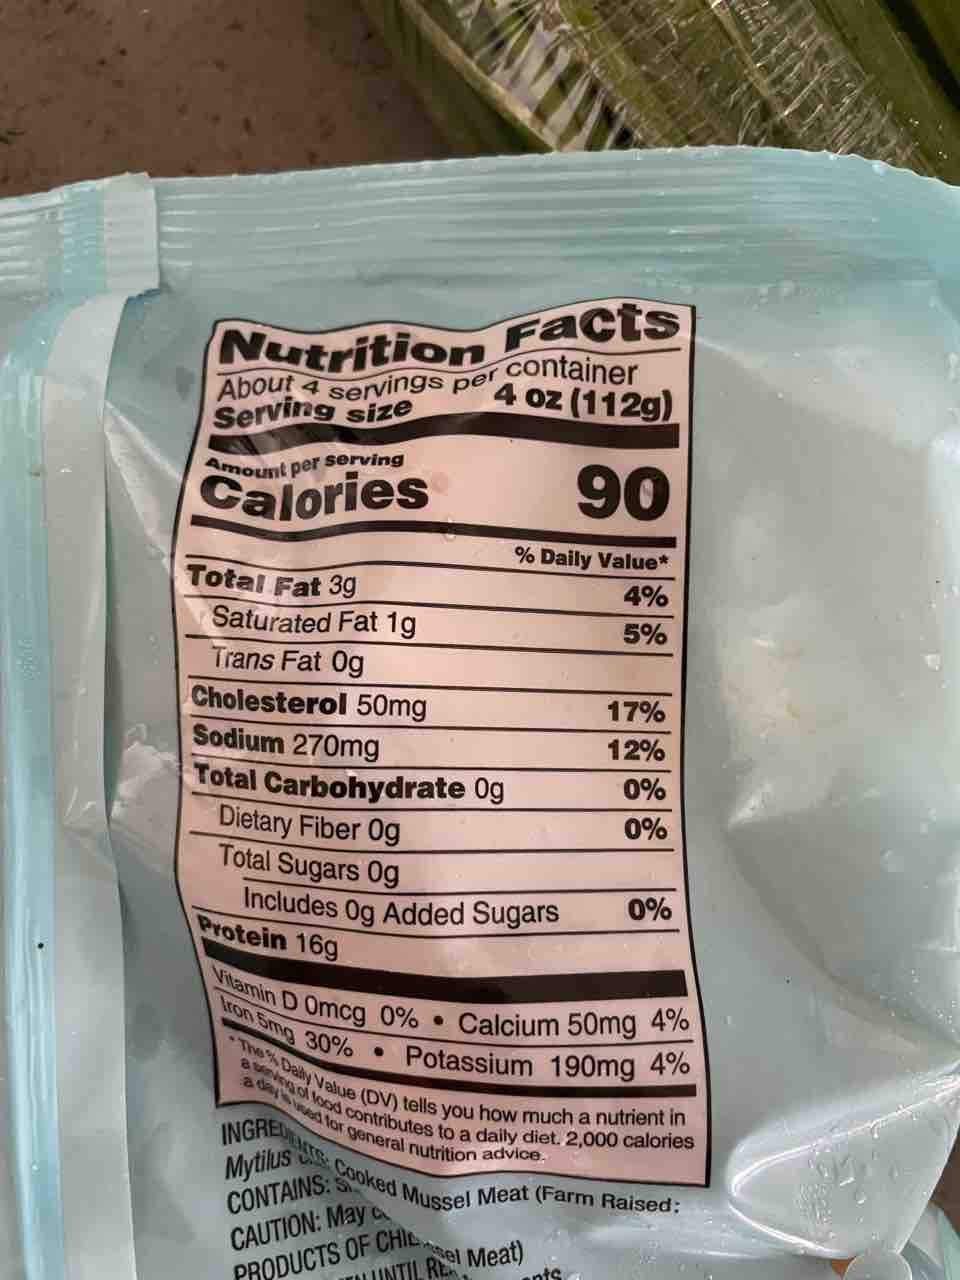 Nutrition Facts
About 4 servings per container
Serving size 4 oz (112g)
Amount per serving
Calories 90
% Daily Value*
Total Fat 3g 4%
Saturated Fat 1g 5%
Trans Fat 0g
Cholesterol 50mg 17%
Sodium 270mg 12%
Total Carbohydrate 0g 0%
Dietary Fiber 0g 0%
Total Sugars 0g
Includes 0g Added Sugars 0%
Protein 16g
Vitamin D 0mcg 0% • Calcium 50mg 4%
Iron 5mg 30% • Potassium 190mg 4%
* The % Daily Value (DV) tells you how much a nutrient in
a serving of food contributes to a daily diet. 2,000 calories
a day is used for general nutrition advice.
INGREDIENTS: Cooked Mussel Meat (Farm Raised:
Mytilus
CONTAINS:
CAUTION: May Meat)
PRODUCTS OF
UNTIL